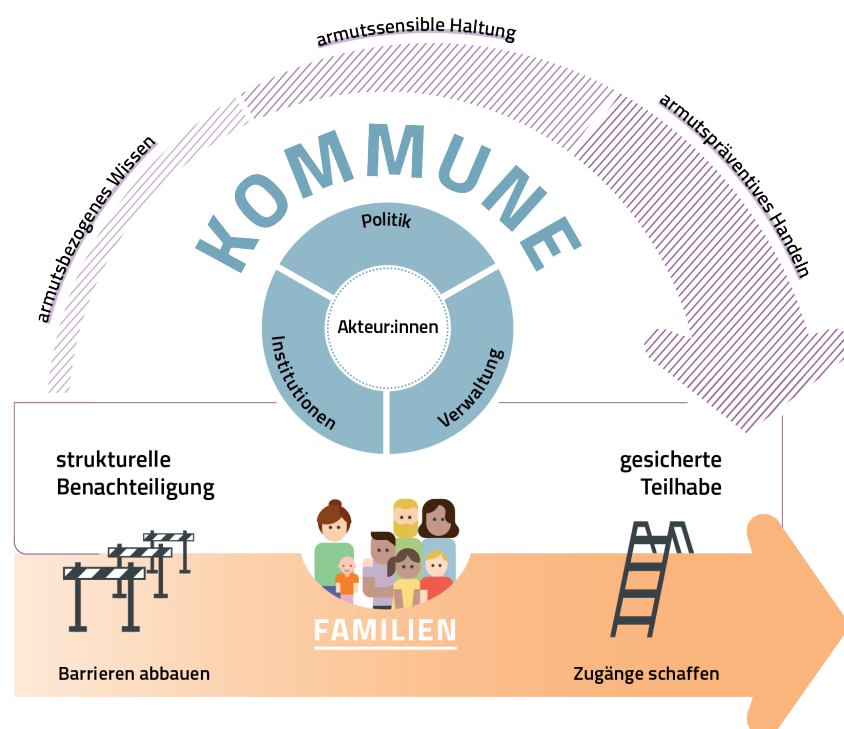 armutssensible Haltung
armutsbezogenes Wissen
armutspräventives Handeln
KOMMUNE
Politik
Akteur:innen
Institutionen
Verwaltung
strukturelle
Benachteiligung
gesicherte
Teilhabe
FAMILIEN
Barrieren abbauen
Zugänge schaffen